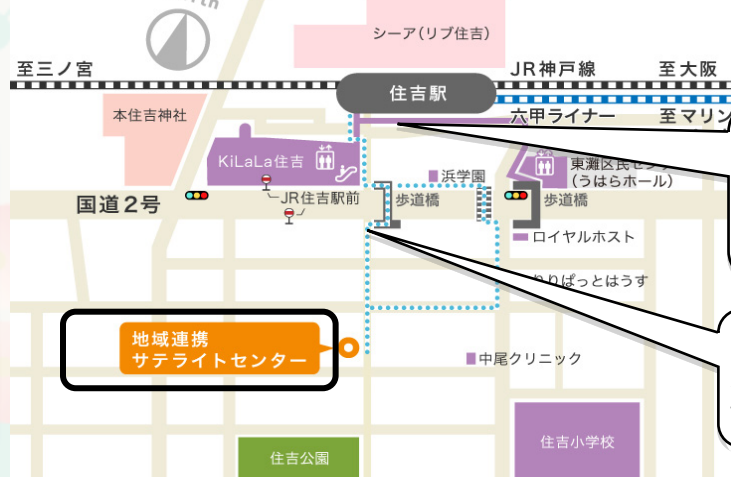 シーア(リブ住吉)
至三ノ宮
JR神戸線
至大阪
住吉駅
本住吉神社
六甲ライナー
至マリン
KiLaLa住吉
東灘区民セン
(うはらホール)
浜学園
JR住吉駅前
歩道橋
歩道橋
国道2号
ロイヤルホスト
りぱっとはうす
地域連携
サテライトセンター
中尾クリニック
住吉小学校
住吉公園